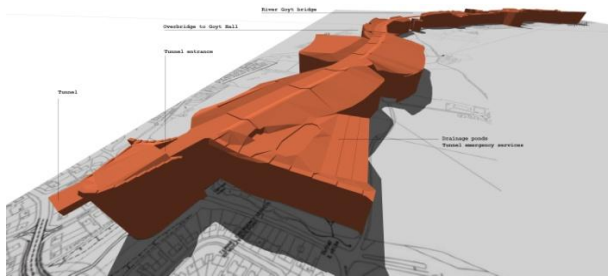 River Goyt bridge
Overbridge to Goyt Hall
Tunnel entrance
Tunnel
Drainage ponds
Tunnel emergency services